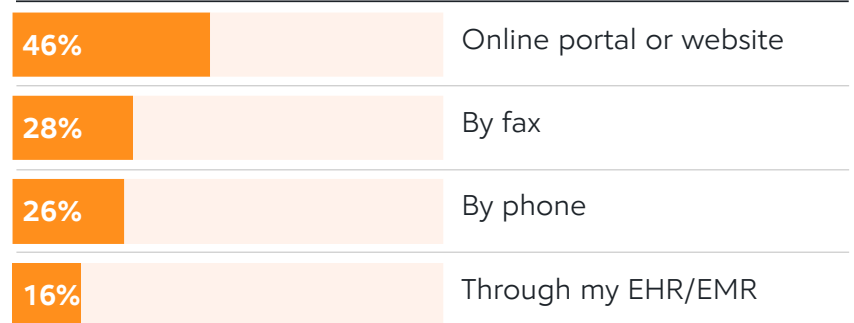 46% Online portal or website
28% By fax
26% By phone
16% Through my EHR/EMR